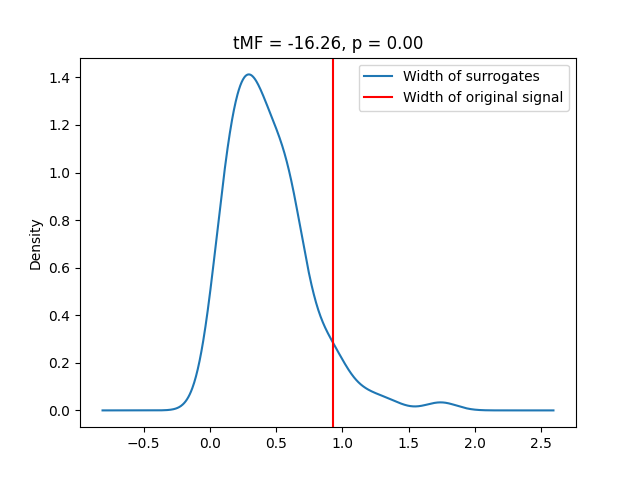 tMF = -16.26, p = 0.00
Width of surrogates
Width of original signal
Density
1.4
1.2
1.0
0.8
0.6
0.4
0.2
0.0
−0.5 0.0 0.5 1.0 1.5 2.0 2.5